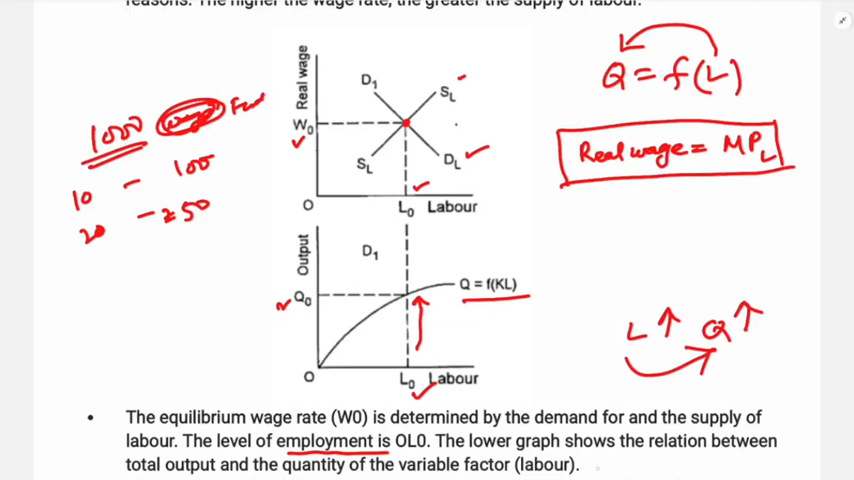 reasons. The higher the wage rate, the greater the supply of labour.
Real wage
D1
SL
W0
SL
DL
O
L0
Labour
Output
D1
Q0
Q = f(KL)
O
L0
Labour
1000
10 - 100
20 - 250
Q = f(L)
Real wage = MPL
L ↑ Q ↑
• The equilibrium wage rate (W0) is determined by the demand for and the supply of
labour. The level of employment is OL0. The lower graph shows the relation between
total output and the quantity of the variable factor (labour).